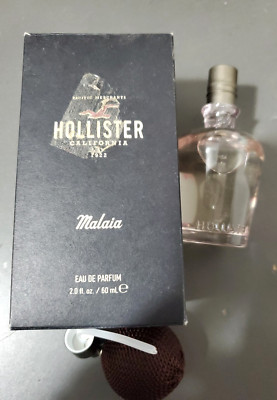 HOLLISTER
CALIFORNIA
Malaia
EAU DE PARFUM
2.0 fl. oz. / 60 mL e